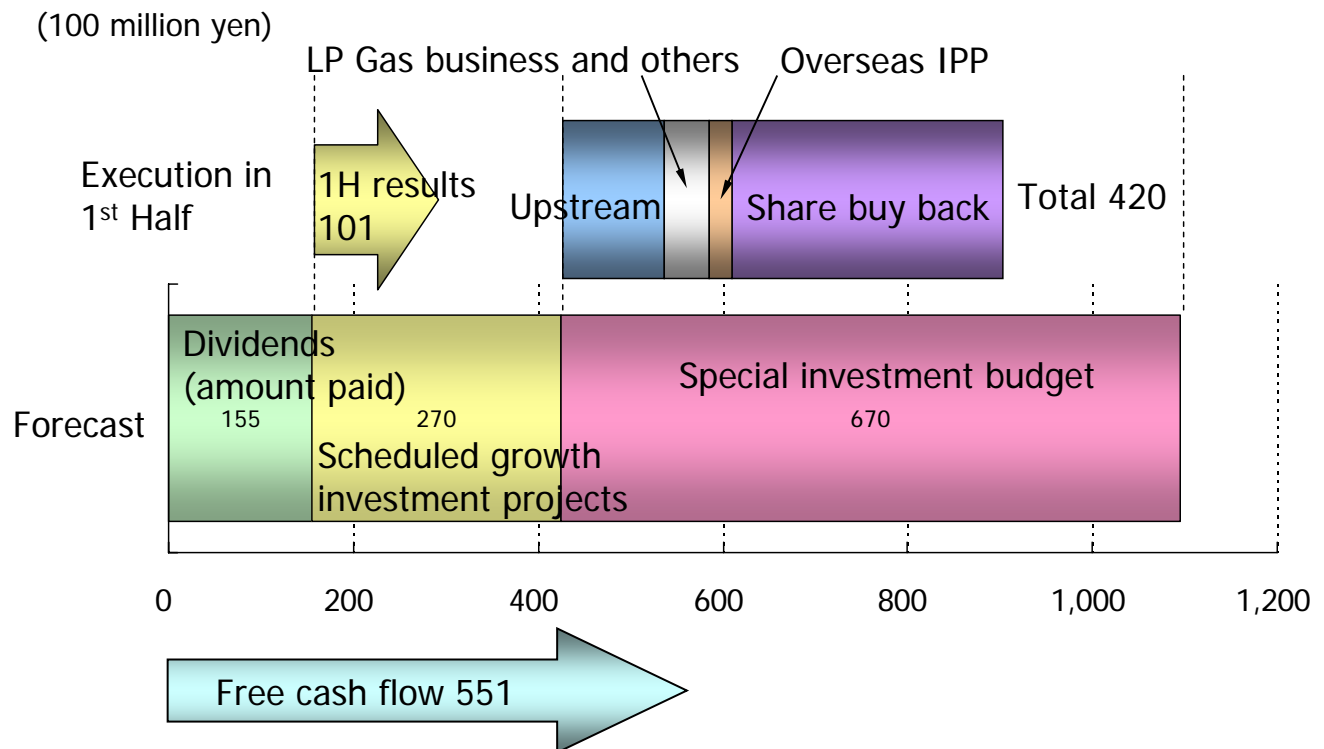 (100 million yen)
LP Gas business and others
Overseas IPP
Execution in
1st Half
1H results
101
Upstream
Share buy back
Total 420
Forecast
Dividends
(amount paid)
155
270
Scheduled growth
investment projects
Special investment budget
670
0
200
400
600
800
1,000
1,200
Free cash flow 551